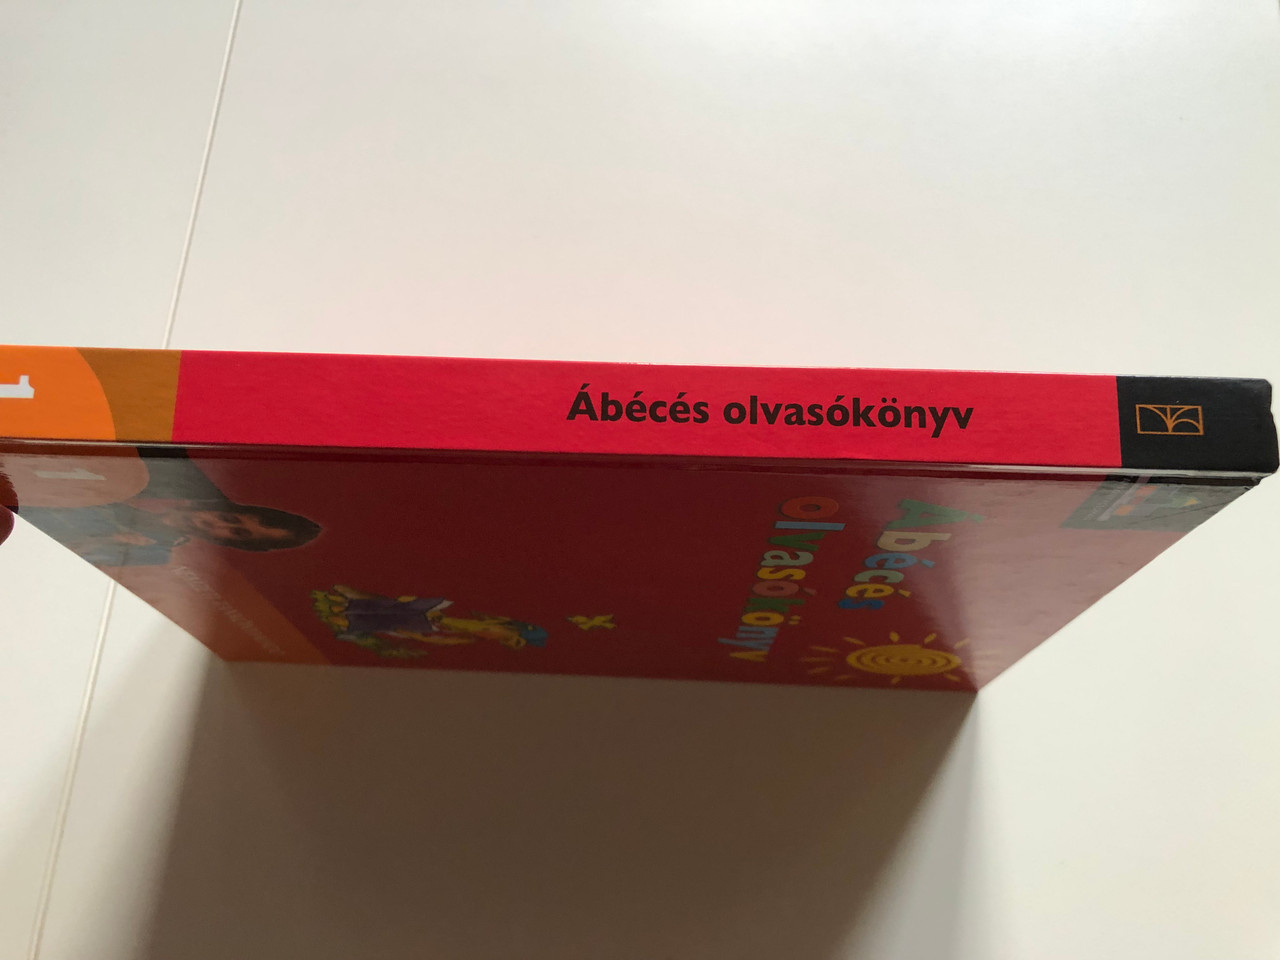 1
Ábécés olvasókönyv
1
Ábécés
olvasókönyv